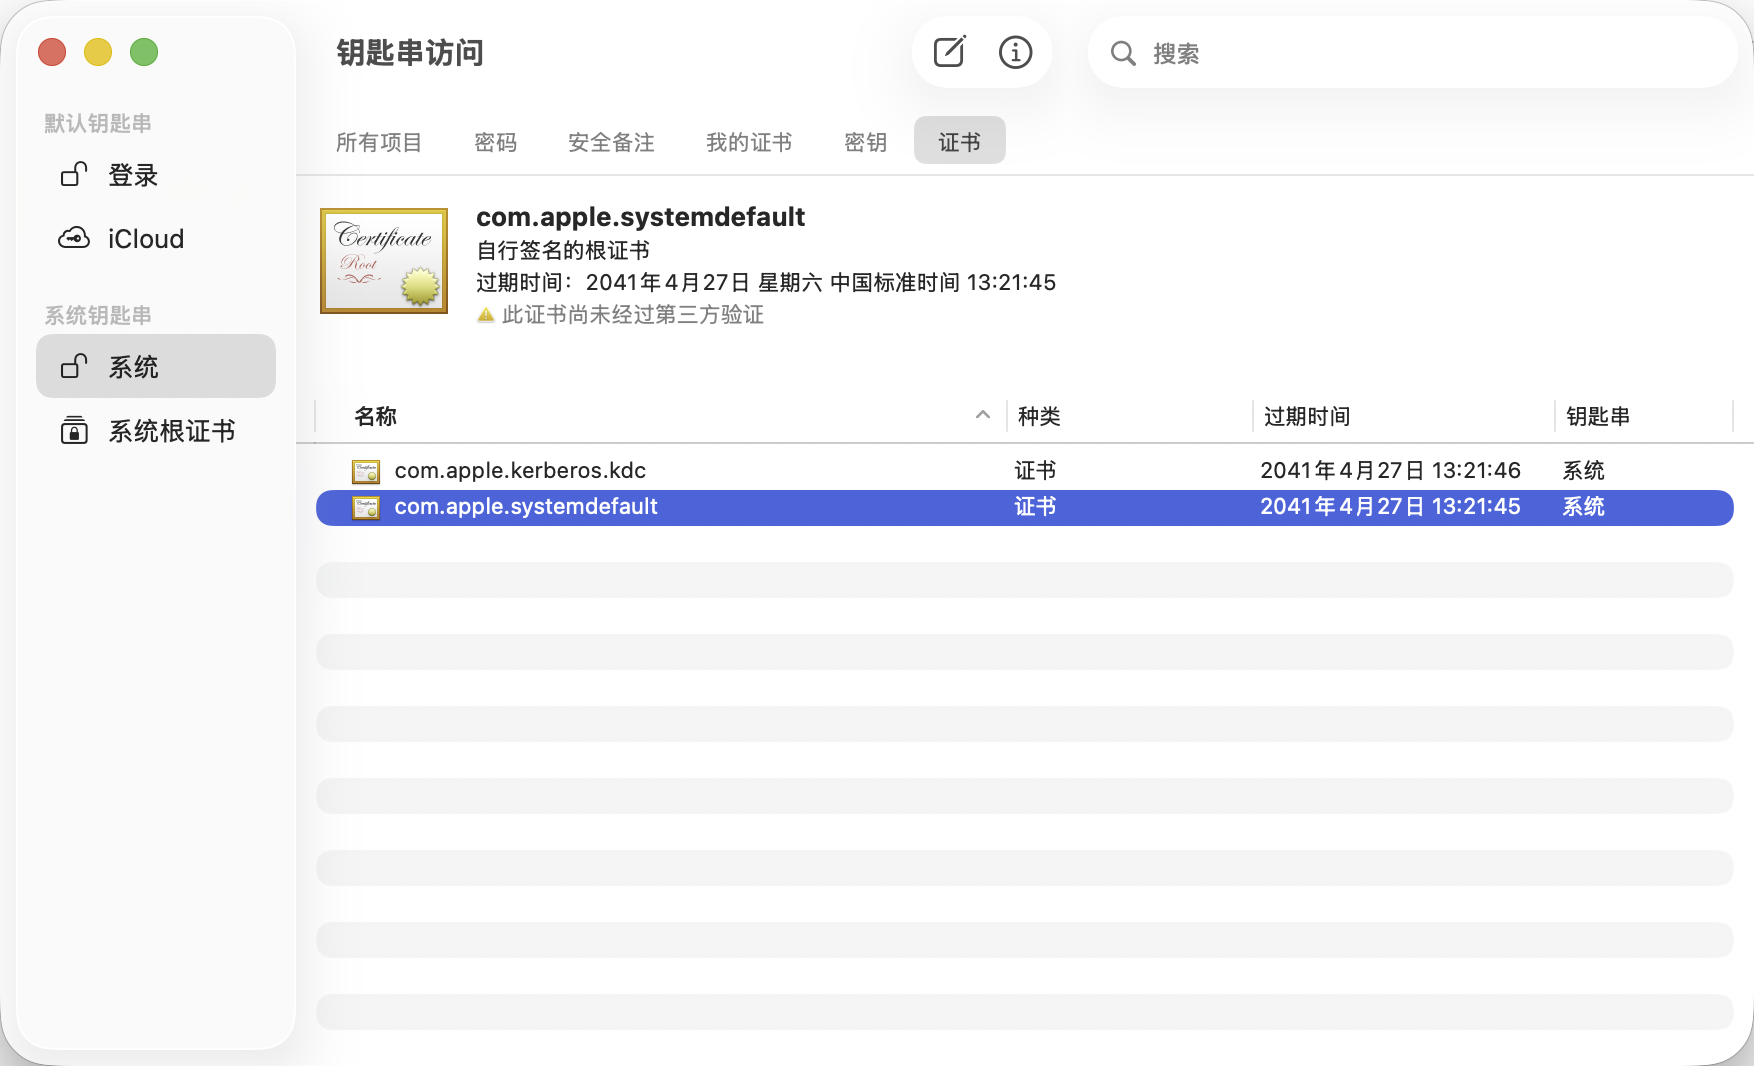 钥匙串访问
搜索
默认钥匙串
登录
iCloud
系统钥匙串
系统
系统根证书
所有项目 密码 安全备注 我的证书 密钥 证书
Certificate
Root
com.apple.systemdefault
自行签名的根证书
过期时间：2041年4月27日 星期六 中国标准时间 13:21:45
此证书尚未经过第三方验证
名称 种类 过期时间 钥匙串
com.apple.kerberos.kdc 证书 2041年4月27日 13:21:46 系统
com.apple.systemdefault 证书 2041年4月27日 13:21:45 系统